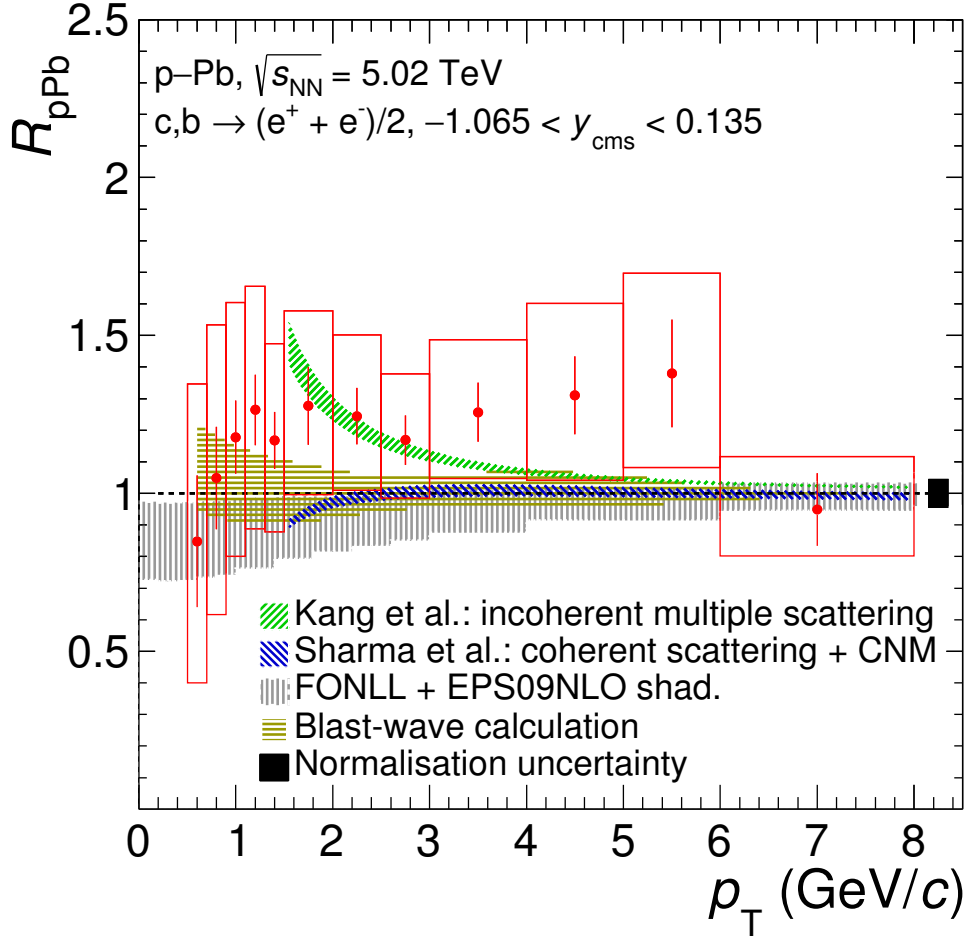 2.5
p–Pb, √s_NN = 5.02 TeV
c,b → (e⁺ + e⁻)/2, –1.065 < y_cms < 0.135
R_pPb
2
1.5
1
0.5
Kang et al.: incoherent multiple scattering
Sharma et al.: coherent scattering + CNM
FONLL + EPS09NLO shad.
Blast-wave calculation
Normalisation uncertainty
0 1 2 3 4 5 6 7 8
p_T (GeV/c)